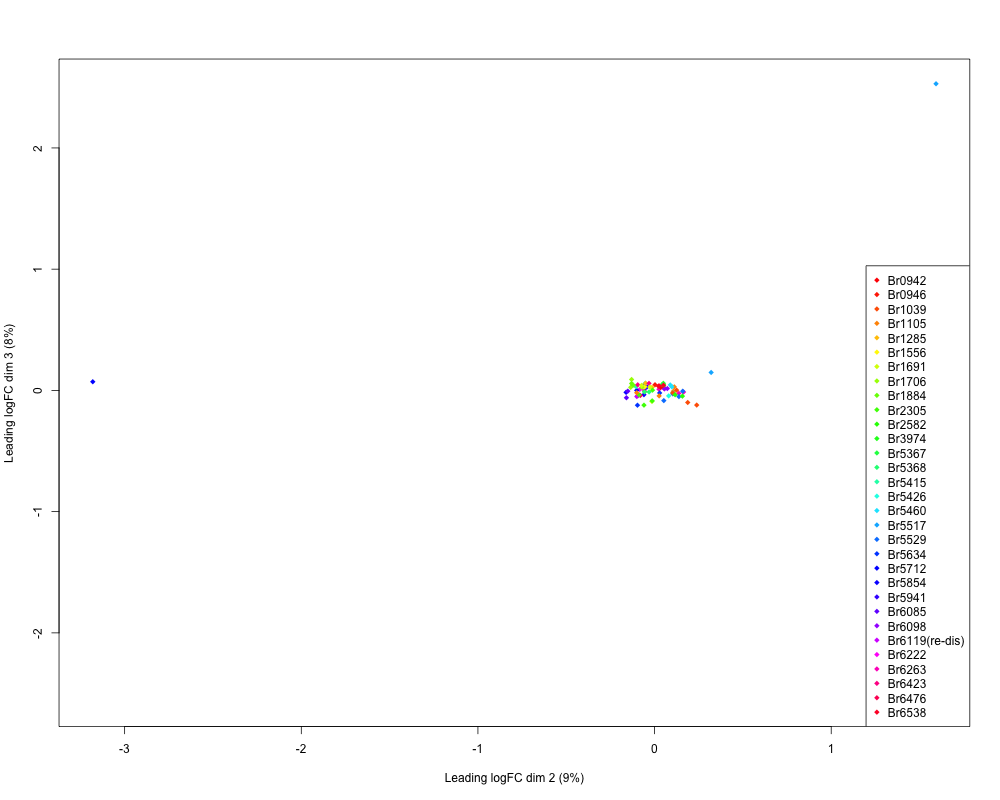 2
1
0
-1
-2
Leading logFC dim 3 (8%)
Br0942
Br0946
Br1039
Br1105
Br1285
Br1556
Br1691
Br1706
Br1884
Br2305
Br2582
Br3974
Br5367
Br5368
Br5415
Br5426
Br5460
Br5517
Br5529
Br5634
Br5712
Br5854
Br5941
Br6085
Br6098
Br6119(re-dis)
Br6222
Br6263
Br6423
Br6476
Br6538
-3 -2 -1 0 1
Leading logFC dim 2 (9%)